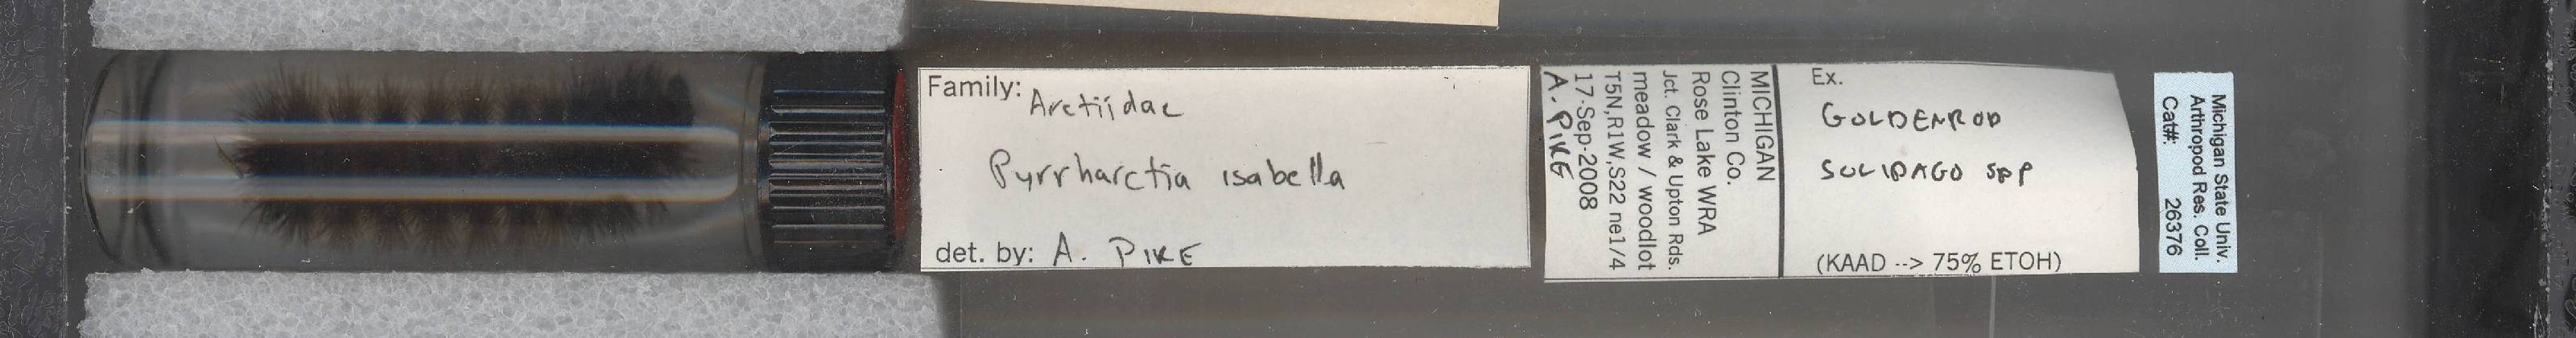 Family: Arctiidae
Pyrrharctia isabella
det. by: A. PIKE
MICHIGAN
Clinton Co.
Rose Lake WRA
Jct. Clark & Upton Rds.
meadow / woodlot
T5N,R1W,S22 ne1/4
17-Sep-2008
A. PIKE
Ex.
GOLDENROD
SOLIDAGO SPP
(KAAD --> 75% ETOH)
Michigan State Univ.
Arthropod Res. Coll.
Cat#: 26376